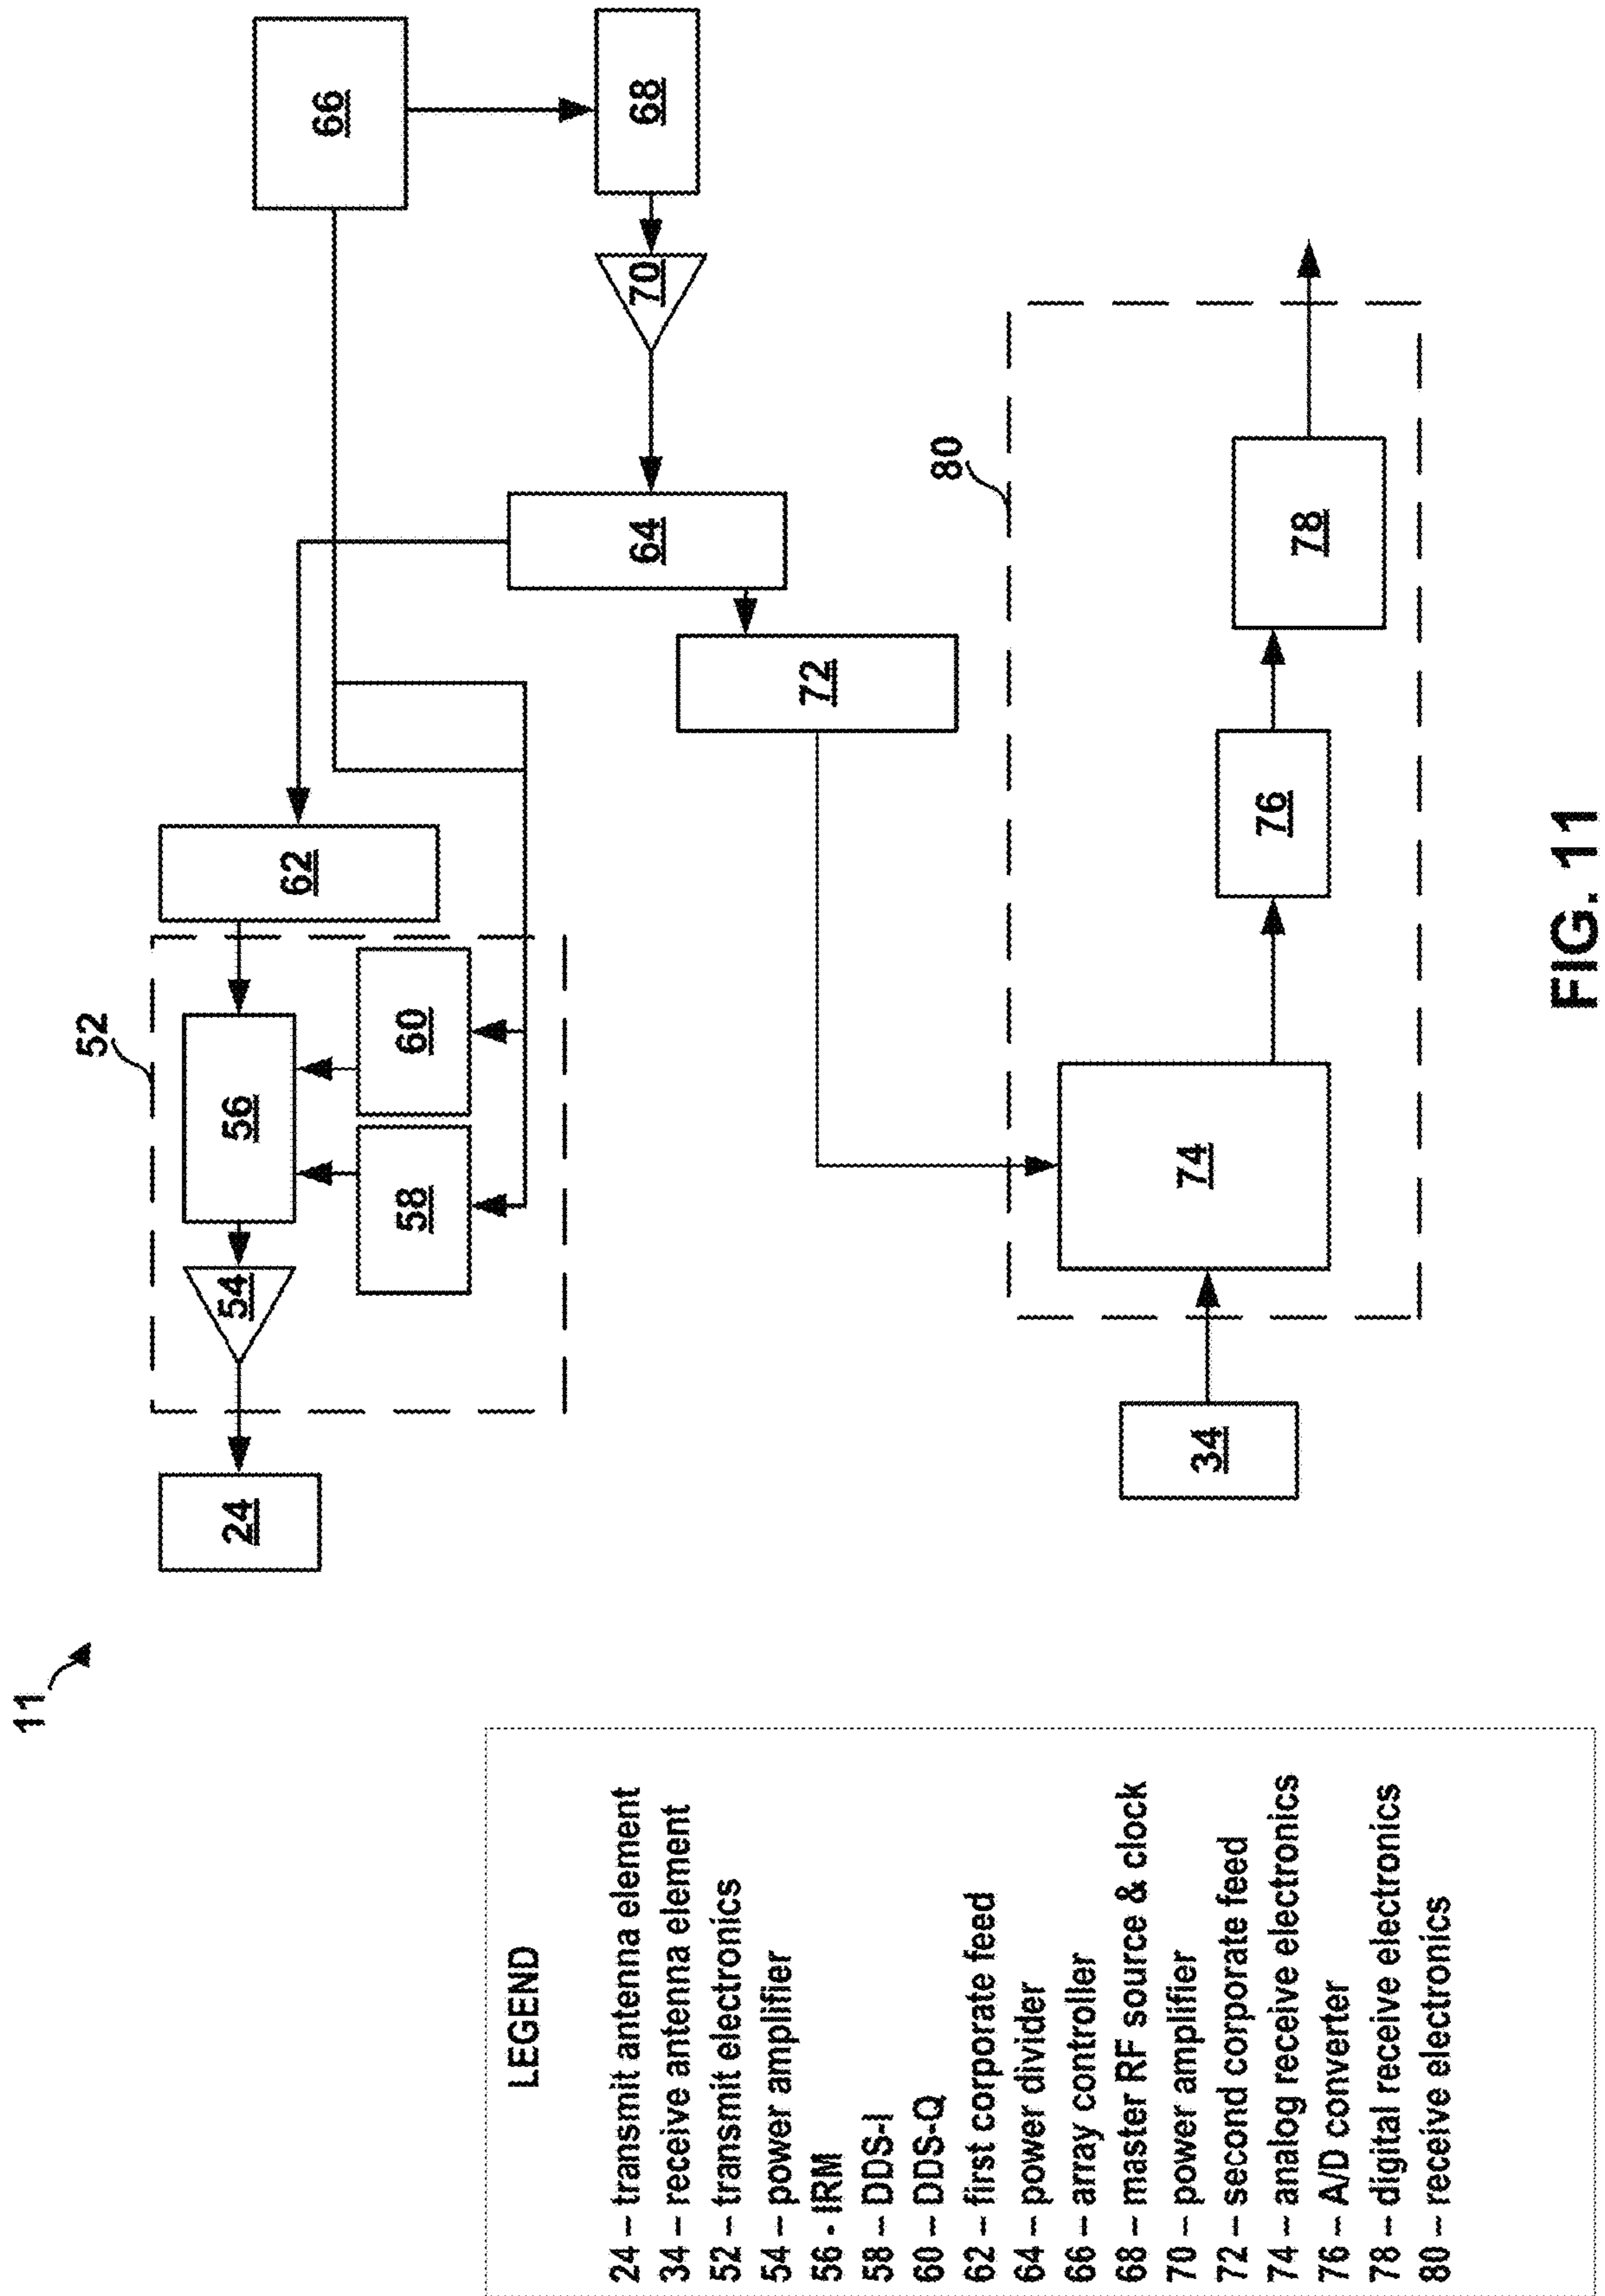 11
24
54
52
56
58
60
62
66
64
68
70
72
80
34
74
76
78
LEGEND
24 – transmit antenna element
34 – receive antenna element
52 – transmit electronics
54 – power amplifier
56 - IRM
58 – DDS-I
60 – DDS-Q
62 – first corporate feed
64 – power divider
66 – array controller
68 – master RF source & clock
70 – power amplifier
72 – second corporate feed
74 – analog receive electronics
76 – A/D converter
78 – digital receive electronics
80 – receive electronics
FIG. 11